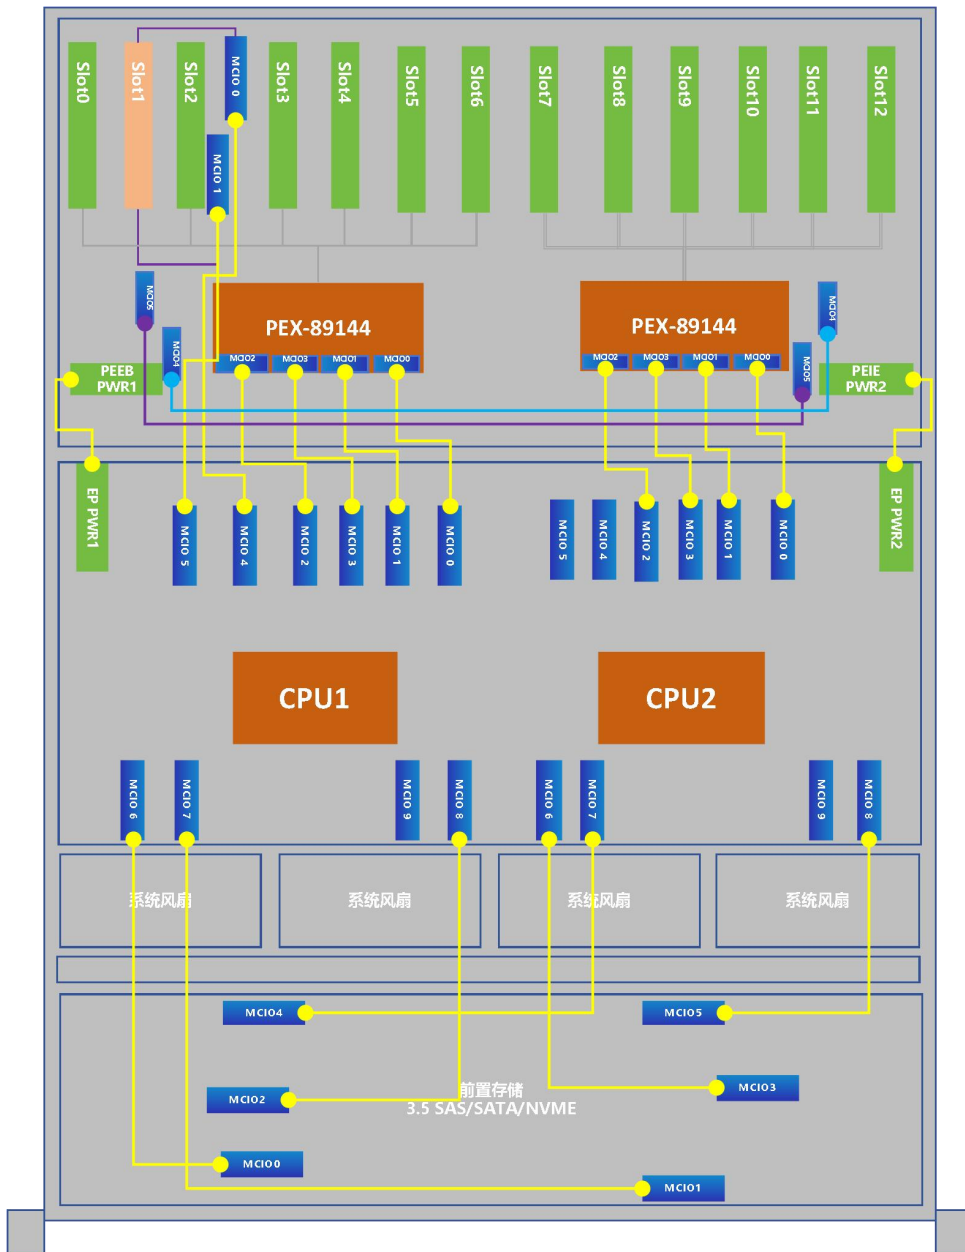 Slot0
Slot1
Slot2
MCIO 0
Slot3
Slot4
Slot5
Slot6
Slot7
Slot8
Slot9
Slot10
Slot11
Slot12
MCIO 1
MCIO5
MCIO4
PEX-89144
MCIO2
MCIO3
MCIO1
MCIO0
PEX-89144
MCIO2
MCIO3
MCIO1
MCIO0
MCIO4
MCIO5
PEEB
PWR1
PEIE
PWR2
EP PWR1
EP PWR2
MCIO 5
MCIO 4
MCIO 2
MCIO 3
MCIO 1
MCIO 0
MCIO 5
MCIO 4
MCIO 2
MCIO 3
MCIO 1
MCIO 0
CPU1
CPU2
MCIO 6
MCIO 7
MCIO 9
MCIO 8
MCIO 6
MCIO 7
MCIO 9
MCIO 8
系统风扇
系统风扇
系统风扇
系统风扇
MCIO4
MCIO5
前置存储
3.5 SAS/SATA/NVME
MCIO3
MCIO2
MCIO0
MCIO1